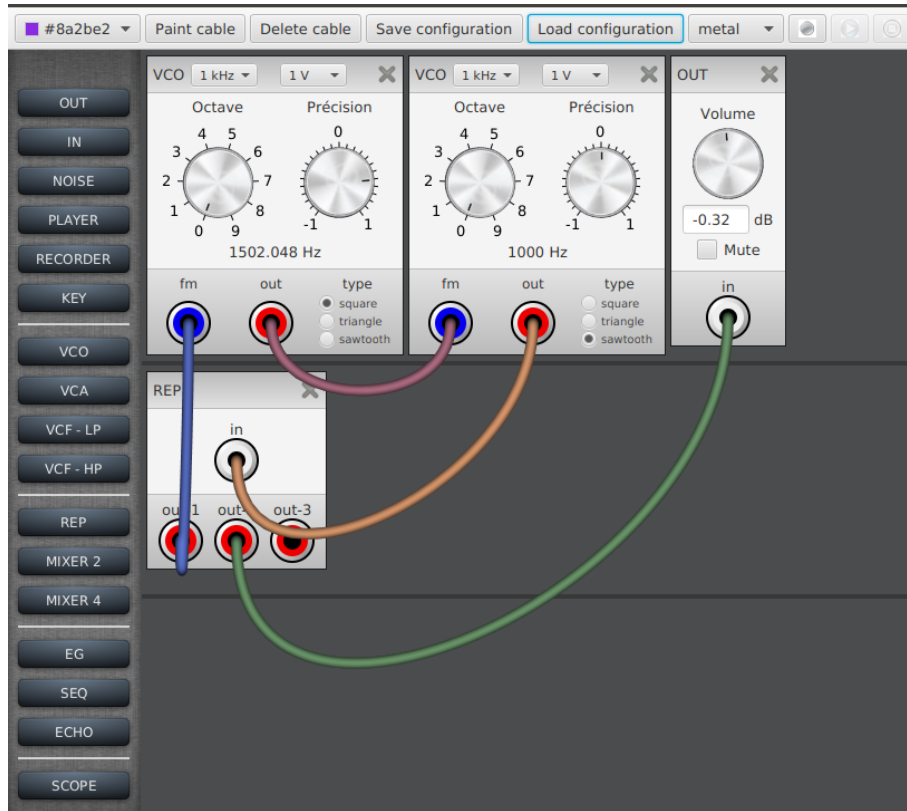 #8a2be2 Paint cable Delete cable Save configuration Load configuration metal
OUT
IN
NOISE
PLAYER
RECORDER
KEY
VCO
VCA
VCF - LP
VCF - HP
REP
MIXER 2
MIXER 4
EG
SEQ
ECHO
SCOPE
VCO 1 kHz 1 V
Octave Précision
0 1 2 3 4 5 6 7 8 9
-1 0 1
1502.048 Hz
fm out type
square
triangle
sawtooth
VCO 1 kHz 1 V
Octave Précision
0 1 2 3 4 5 6 7 8 9
-1 0 1
1000 Hz
fm out type
square
triangle
sawtooth
OUT
Volume
-0.32 dB
Mute
in
REP
in
out-3